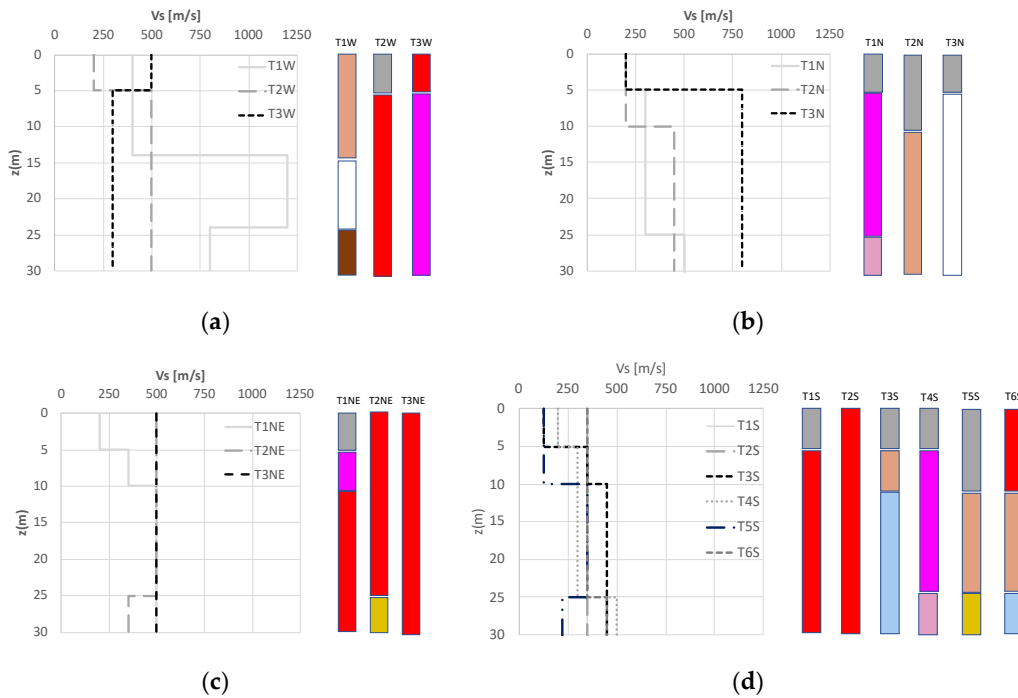 Vs [m/s]
0 250 500 750 1000 1250
0
5
10
15
20
25
30
z(m)
T1W
T2W
T3W
T1W T2W T3W
(a)
Vs [m/s]
0 250 500 750 1000 1250
0
5
10
15
20
25
30
z(m)
T1N
T2N
T3N
T1N T2N T3N
(b)
Vs [m/s]
0 250 500 750 1000 1250
0
5
10
15
20
25
30
z(m)
T1NE
T2NE
T3NE
T1NE T2NE T3NE
(c)
Vs [m/s]
0 250 500 750 1000 1250
0
5
10
15
20
25
30
z(m)
T1S
T2S
T3S
T4S
T5S
T6S
T1S T2S T3S T4S T5S T6S
(d)